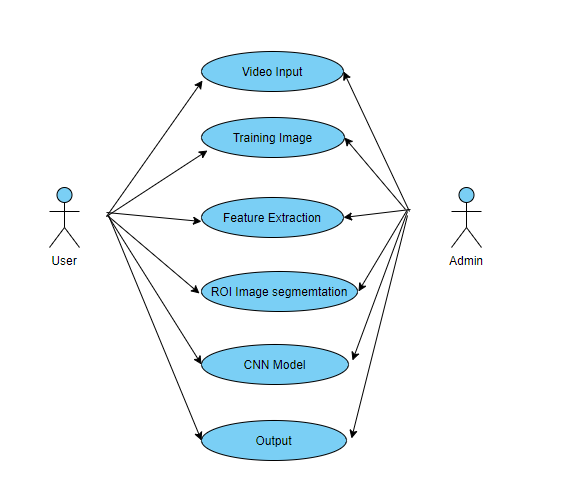 Video Input
Training Image
Feature Extraction
User
Admin
ROI Image segmemtation
CNN Model
Output